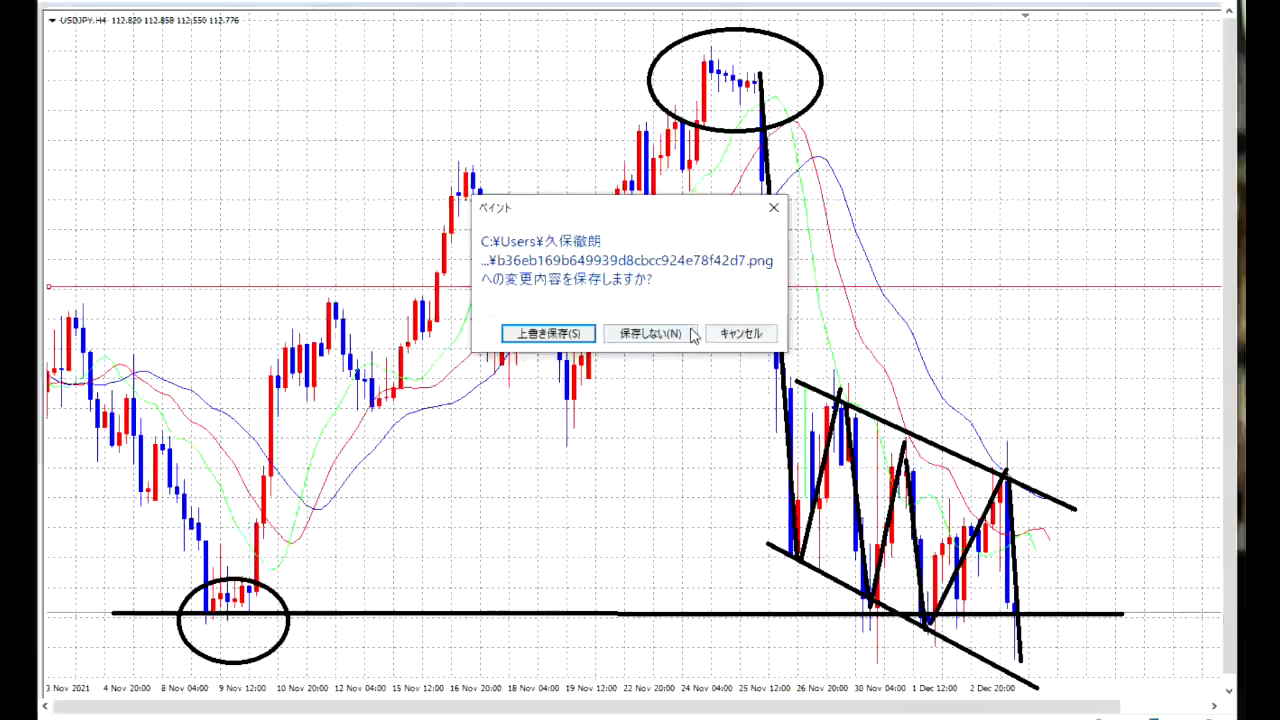 USDJPY,H4 112.820 112.858 112.550 112.776
ペイント
C:¥Users¥久保徹朗
...¥b36eb169b649939d8cbcc924e78f42d7.png
への変更内容を保存しますか?
上書き保存(S) 保存しない(N) キャンセル
3 Nov 2021 4 Nov 20:00 8 Nov 04:00 9 Nov 12:00 10 Nov 20:00 12 Nov 04:00 15 Nov 12:00 16 Nov 20:00 18 Nov 04:00 19 Nov 12:00 22 Nov 20:00 24 Nov 04:00 25 Nov 12:00 26 Nov 20:00 30 Nov 04:00 1 Dec 12:00 2 Dec 20:00